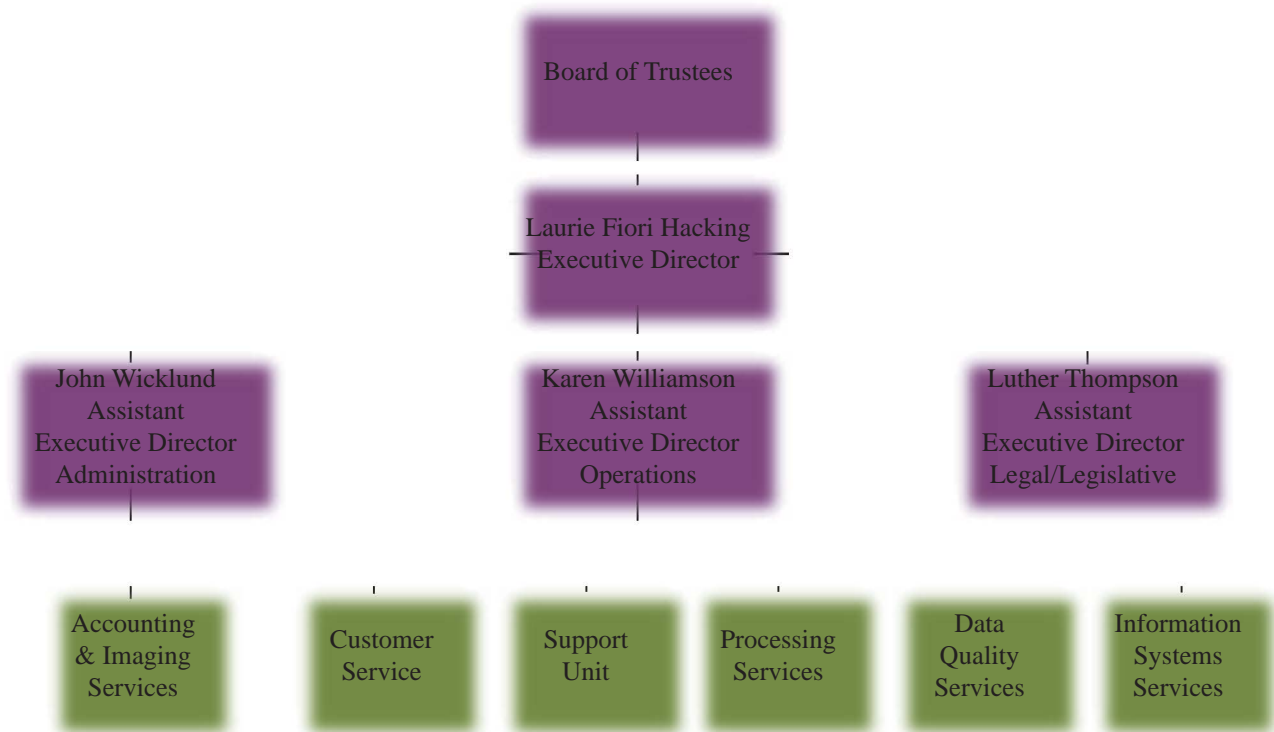 Board of Trustees
Laurie Fiori Hacking
Executive Director
John Wicklund
Assistant
Executive Director
Administration
Karen Williamson
Assistant
Executive Director
Operations
Luther Thompson
Assistant
Executive Director
Legal/Legislative
Accounting
& Imaging
Services
Customer
Service
Support
Unit
Processing
Services
Data
Quality
Services
Information
Systems
Services